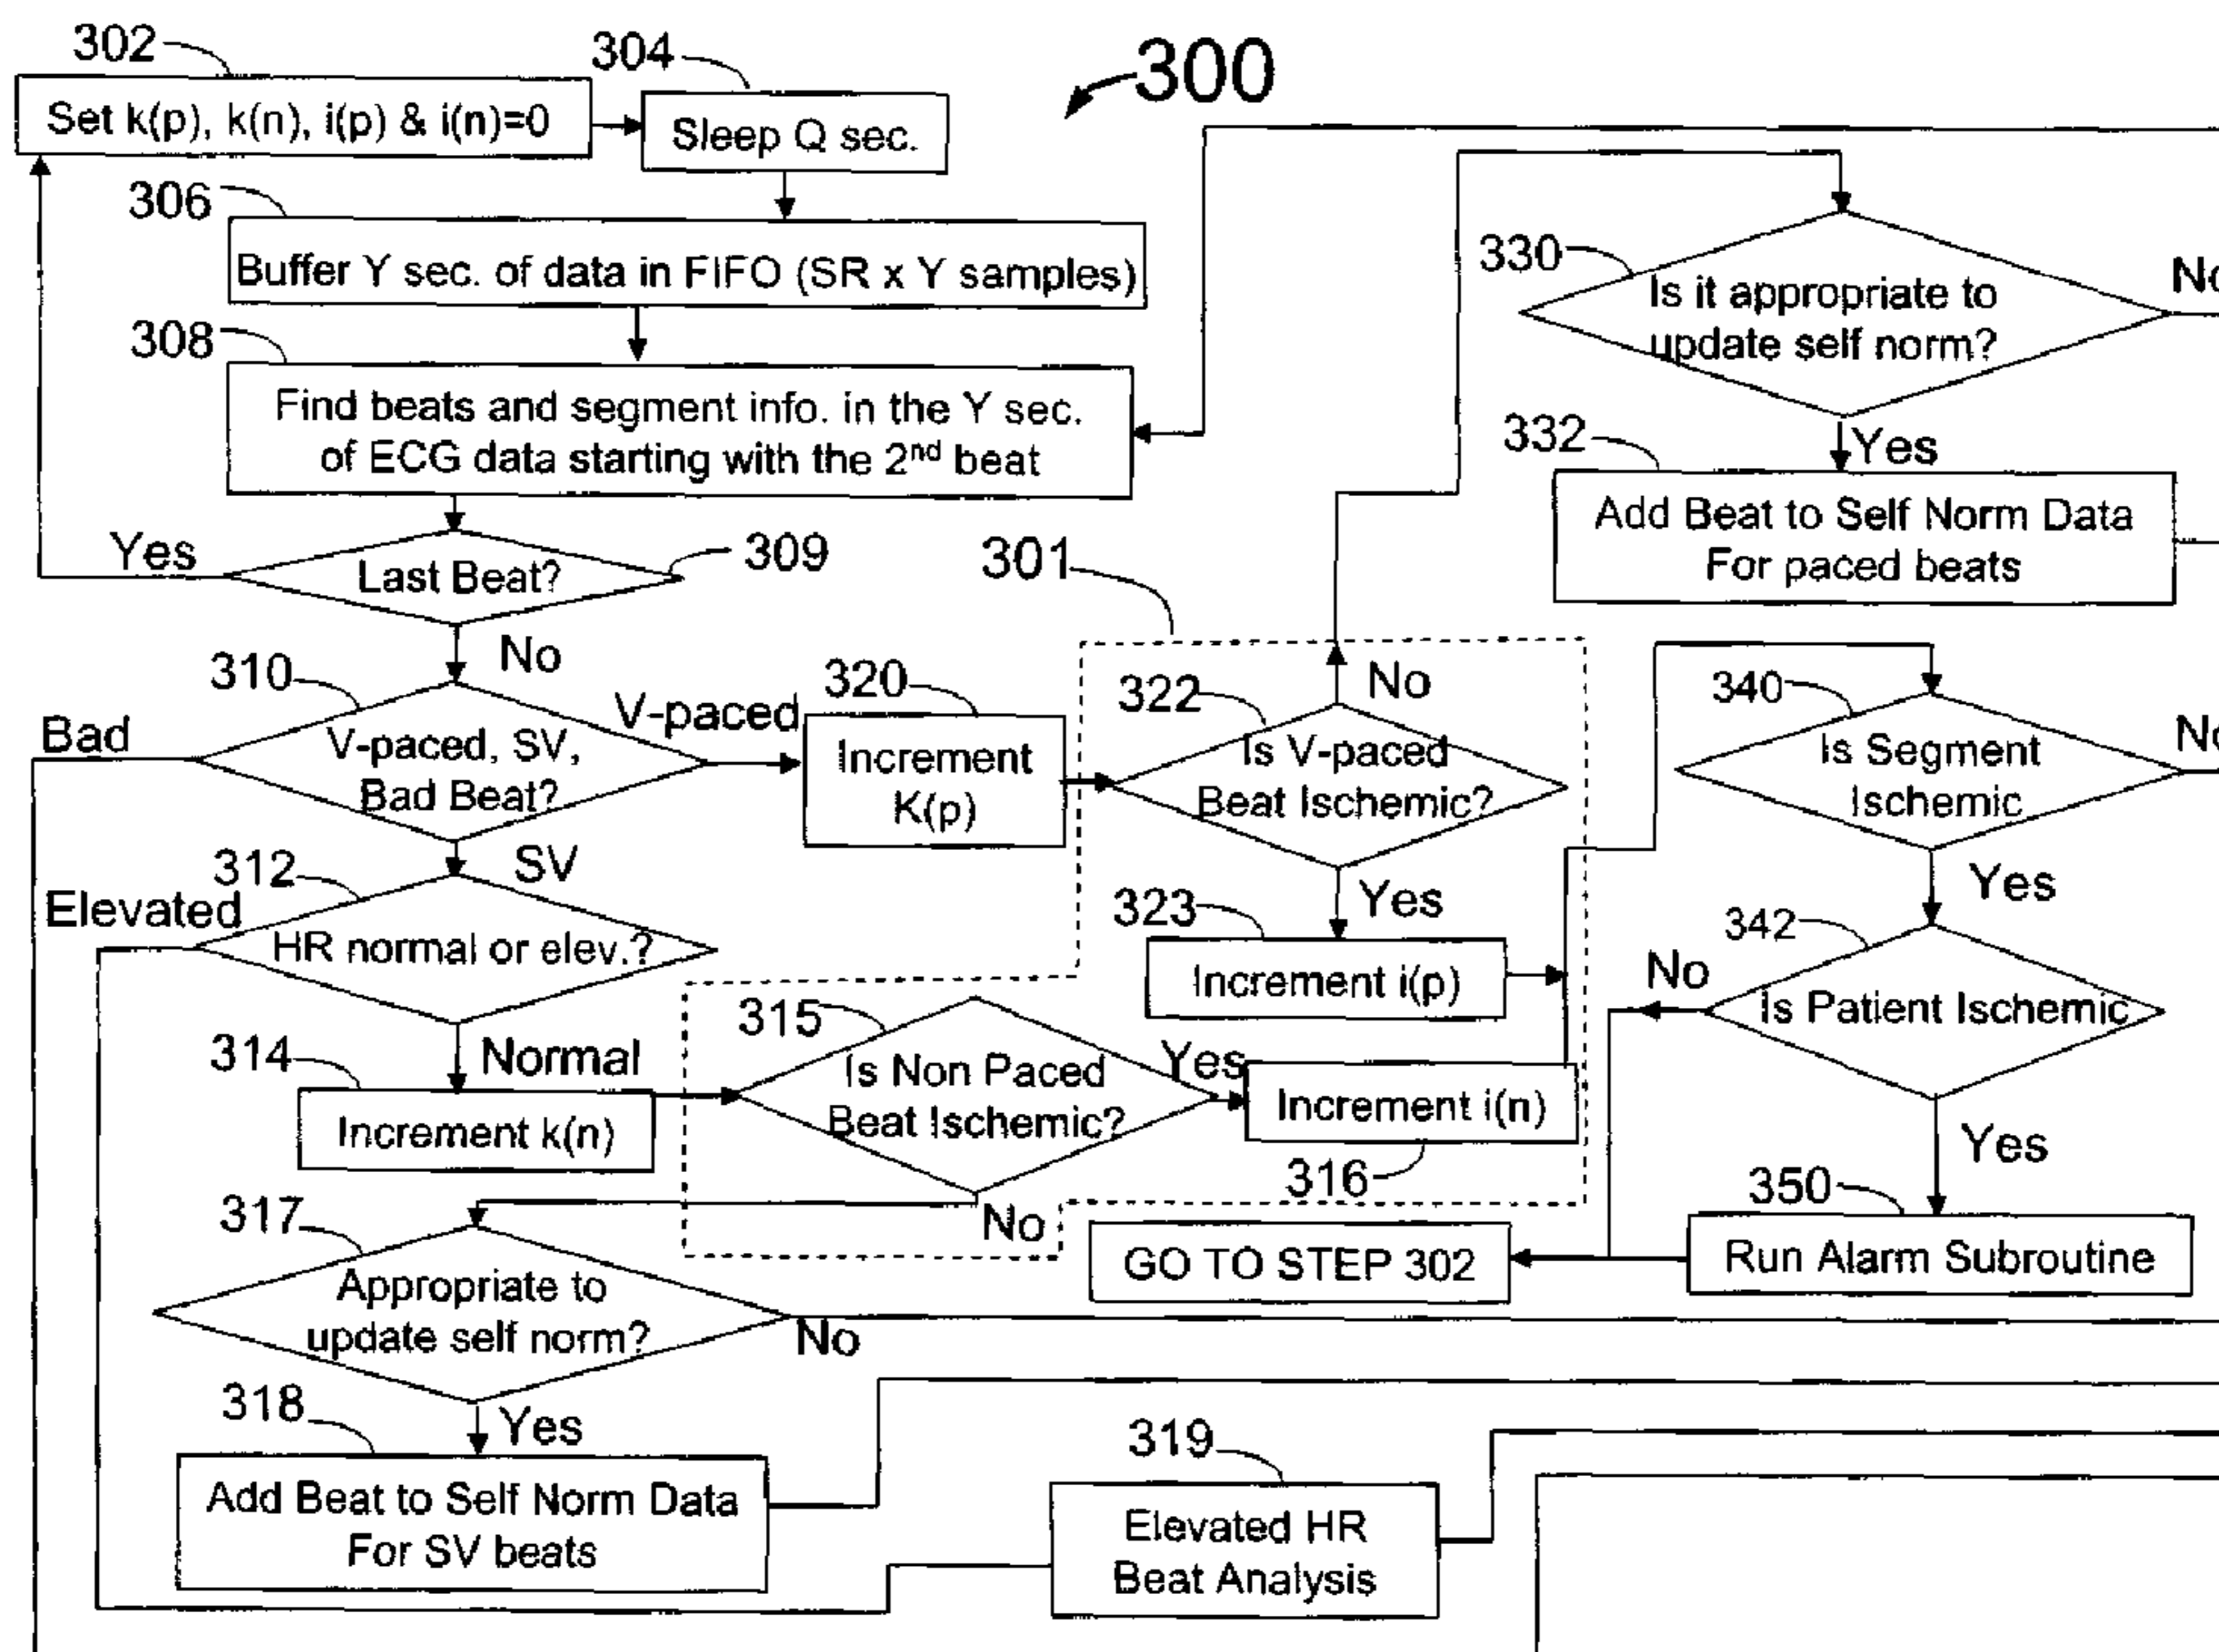 302
304
300
Set k(p), k(n), i(p) & i(n)=0
Sleep Q sec.
306
Buffer Y sec. of data in FIFO (SR x Y samples)
308
Find beats and segment info. in the Y sec.
of ECG data starting with the 2nd beat
Yes
Last Beat?
309
No
310
Bad
V-paced, SV,
Bad Beat?
V-paced
320
Increment
K(p)
SV
312
Elevated
HR normal or elev.?
314
Normal
Increment k(n)
301
322
No
Is V-paced
Beat Ischemic?
323
Yes
Increment i(p)
315
Is Non Paced
Beat Ischemic?
Yes
Increment i(n)
316
No
317
Appropriate to
update self norm?
No
318
Yes
Add Beat to Self Norm Data
For SV beats
319
Elevated HR
Beat Analysis
330
Is it appropriate to
update self norm?
332
Yes
Add Beat to Self Norm Data
For paced beats
340
Is Segment
Ischemic
Yes
342
No
Is Patient Ischemic
Yes
350
Run Alarm Subroutine
GO TO STEP 302